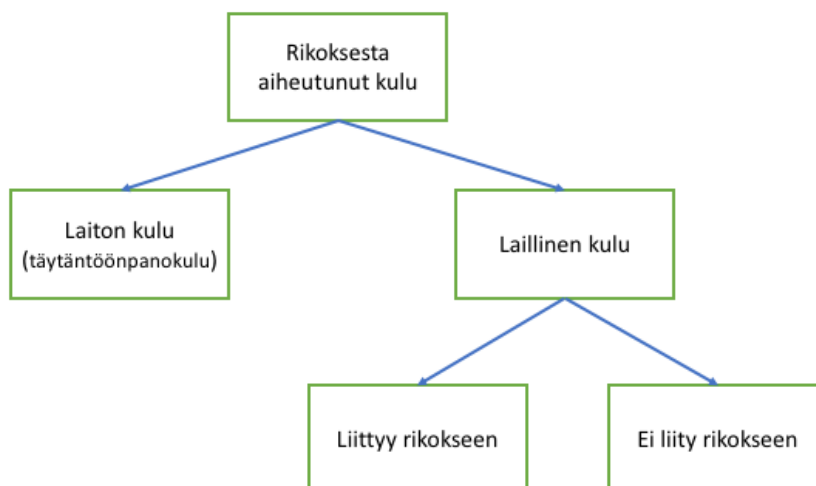 Rikoksesta
aiheutunut kulu
Laiton kulu
(täytäntöönpanokulu)
Laillinen kulu
Liittyy rikokseen
Ei liity rikokseen